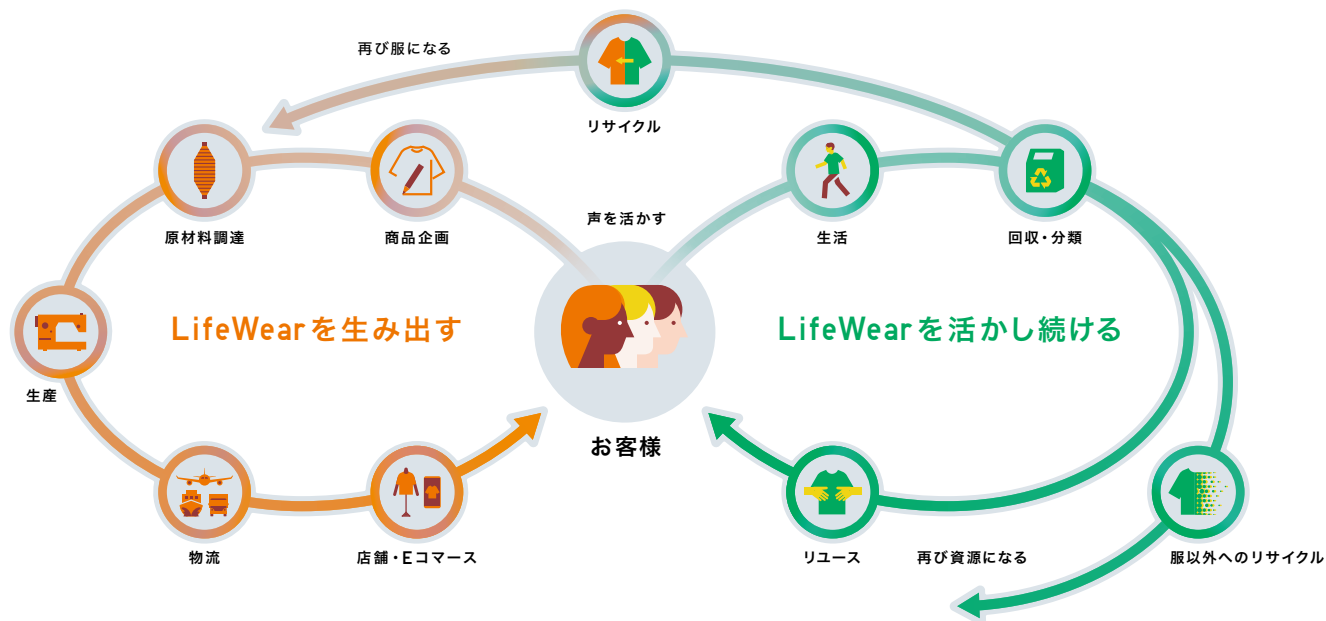 再び服になる
リサイクル
原材料調達
商品企画
声を活かす
生活
回収・分類
LifeWearを生み出す
LifeWearを活かし続ける
生産
お客様
物流
店舗・Eコマース
リユース
再び資源になる
服以外へのリサイクル